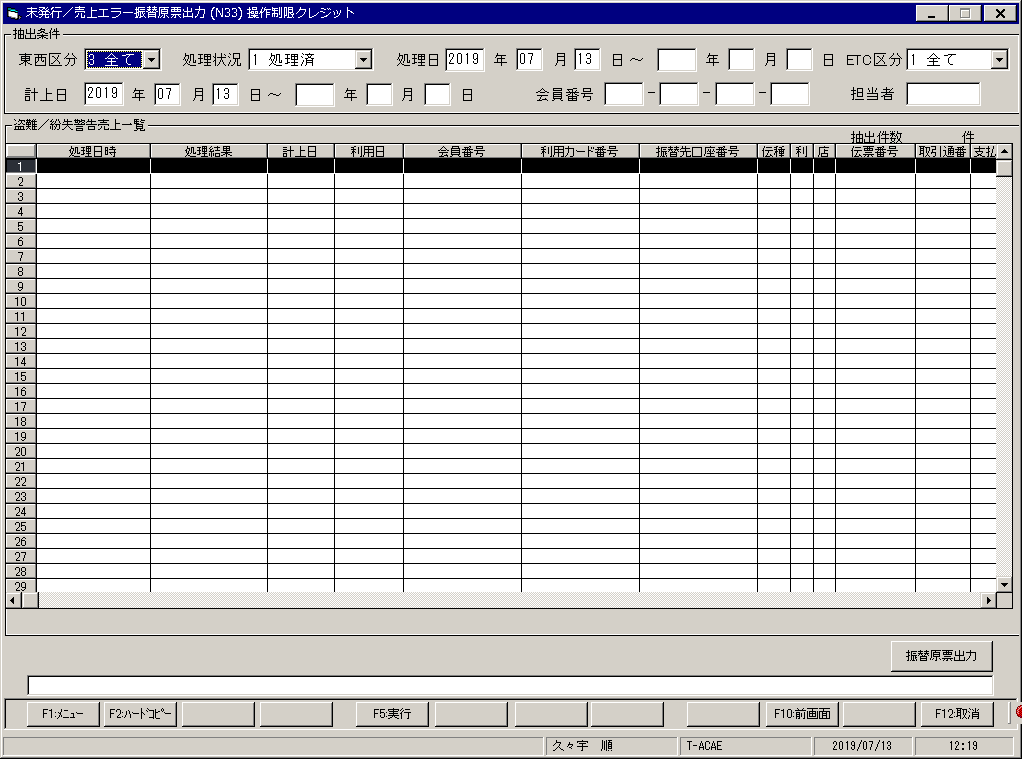 未発行／売上エラー振替原票出力 (N33) 操作制限クレジット
抽出条件
東西区分 3 全て 処理状況 1 処理済 処理日 2019 年 07 月 13 日 ～ 年 月 日 ETC区分 1 全て
計上日 2019 年 07 月 13 日 ～ 年 月 日 会員番号 - - - 担当者
盗難／紛失警告売上一覧
抽出件数 件
処理日時 処理結果 計上日 利用日 会員番号 利用カード番号 振替先口座番号 伝種 利 店 伝票番号 取引通番 支払
1
2
3
4
5
6
7
8
9
10
11
12
13
14
15
16
17
18
19
20
21
22
23
24
25
26
27
28
29
振替原票出力
F1:ﾒﾆｭｰ F2:ﾊｰﾄﾞｺﾋﾟｰ F5:実行 F10:前画面 F12:取消
久々宇 順 T-ACAE 2019/07/13 12:19